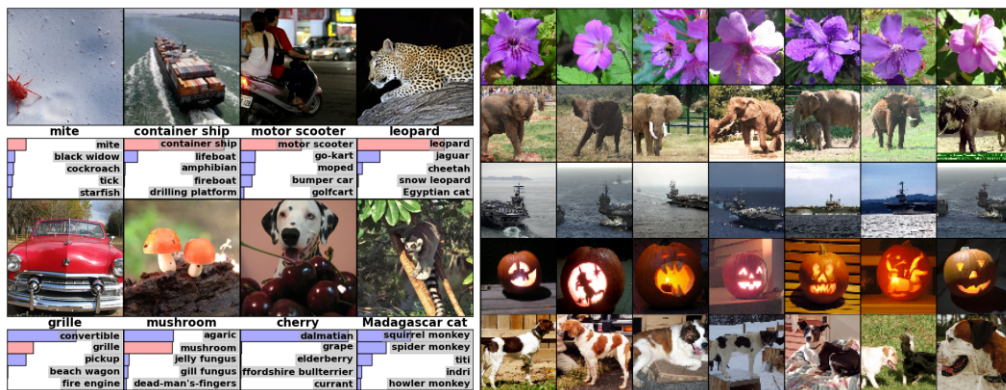 mite container ship motor scooter leopard
mite container ship motor scooter leopard
black widow lifeboat go-kart jaguar
cockroach amphibian moped cheetah
tick fireboat bumper car snow leopard
starfish drilling platform golfcart Egyptian cat
grille mushroom cherry Madagascar cat
convertible agaric dalmatian squirrel monkey
grille mushroom grape spider monkey
pickup jelly fungus elderberry titi
beach wagon gill fungus ffordshire bullterrier indri
fire engine dead-man's-fingers currant howler monkey